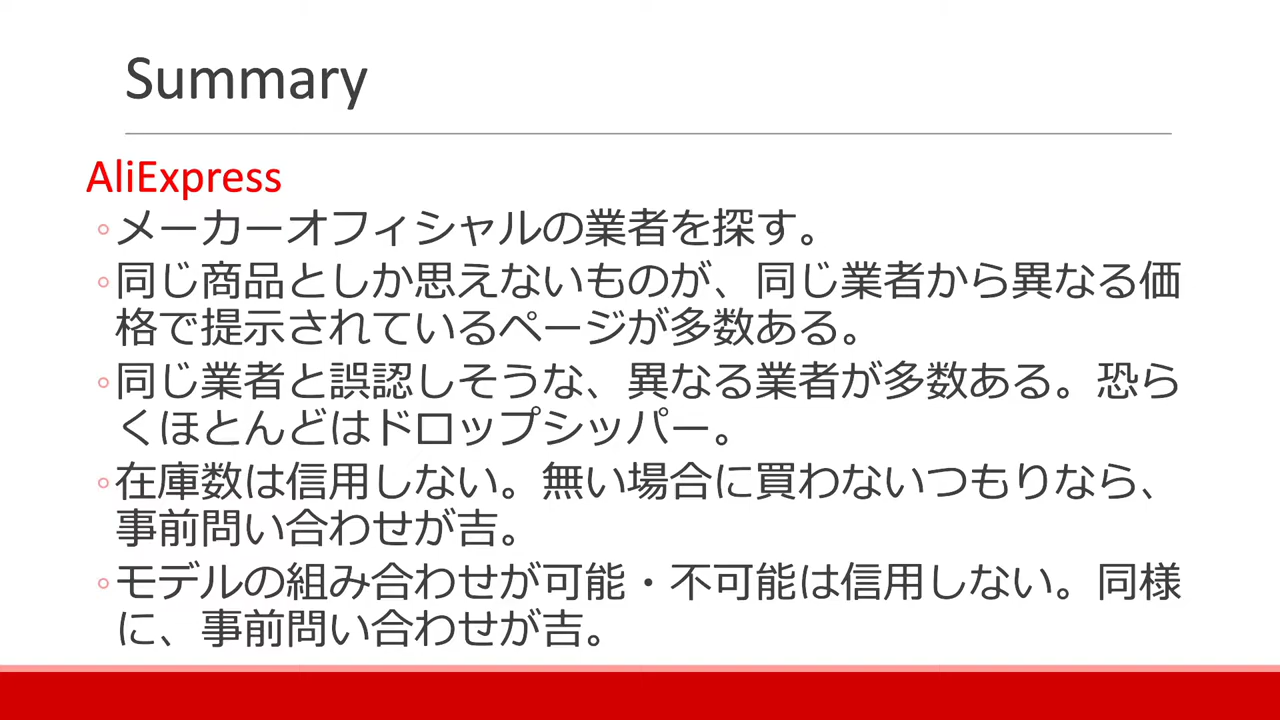 Summary
AliExpress
◦メーカーオフィシャルの業者を探す。
◦同じ商品としか思えないものが、同じ業者から異なる価
格で提示されているページが多数ある。
◦同じ業者と誤認しそうな、異なる業者が多数ある。恐ら
くほとんどはドロップシッパー。
◦在庫数は信用しない。無い場合に買わないつもりなら、
事前問い合わせが吉。
◦モデルの組み合わせが可能・不可能は信用しない。同様
に、事前問い合わせが吉。